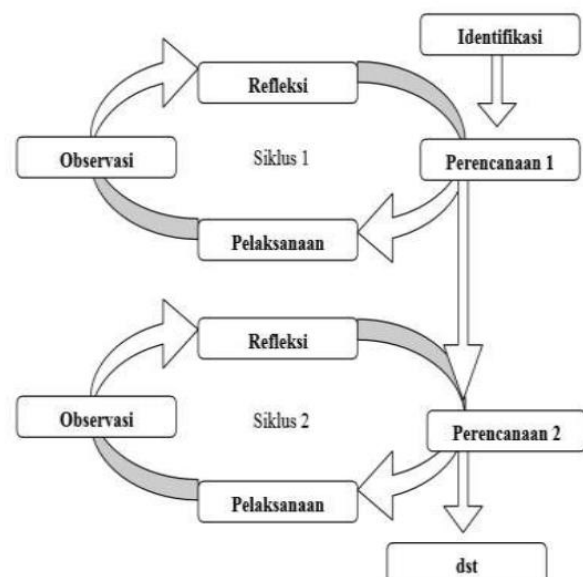 Identifikasi
Refleksi
Observasi
Siklus 1
Perencanaan 1
Pelaksanaan
Refleksi
Observasi
Siklus 2
Perencanaan 2
Pelaksanaan
dst